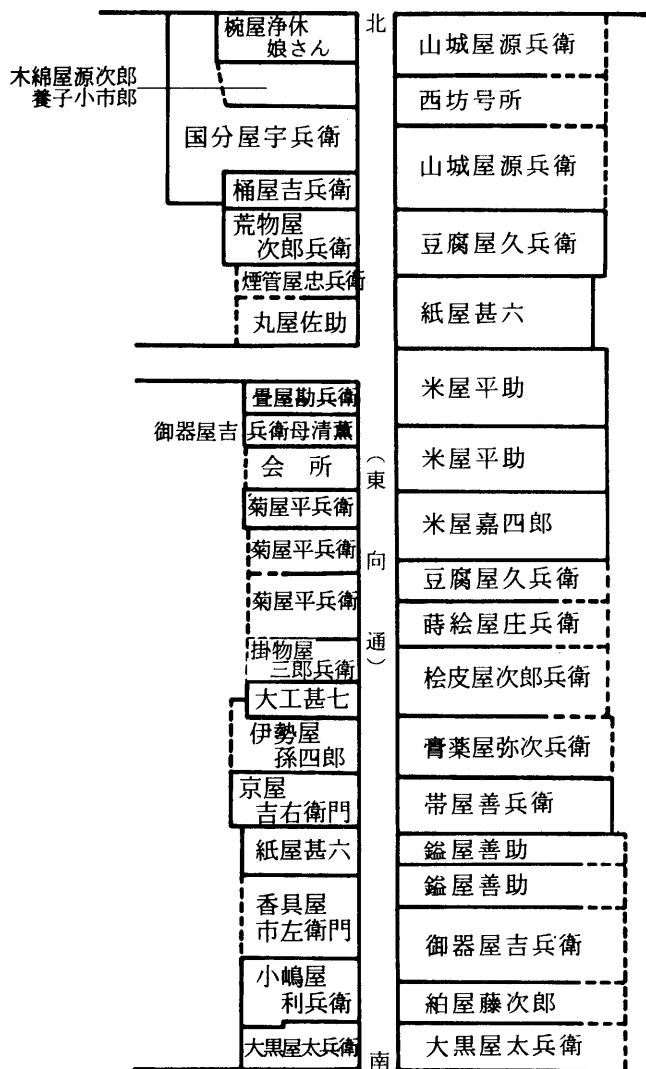 北
椀屋浄休
娘さん
木綿屋源次郎
養子小市郎
国分屋宇兵衛
桶屋吉兵衛
荒物屋
次郎兵衛
煙管屋忠兵衛
丸屋佐助
畳屋勘兵衛
御器屋吉兵衛母清薫
会所
菊屋平兵衛
菊屋平兵衛
菊屋平兵衛
掛物屋
三郎兵衛
大工甚七
伊勢屋
孫四郎
京屋
吉右衛門
紙屋甚六
香具屋
市左衛門
小嶋屋
利兵衛
大黒屋太兵衛
(東向通)
南
山城屋源兵衛
西坊号所
山城屋源兵衛
豆腐屋久兵衛
紙屋甚六
米屋平助
米屋平助
米屋嘉四郎
豆腐屋久兵衛
蒔絵屋庄兵衛
桧皮屋次郎兵衛
膏薬屋弥次兵衛
帯屋善兵衛
鎰屋善助
鎰屋善助
御器屋吉兵衛
絈屋藤次郎
大黒屋太兵衛